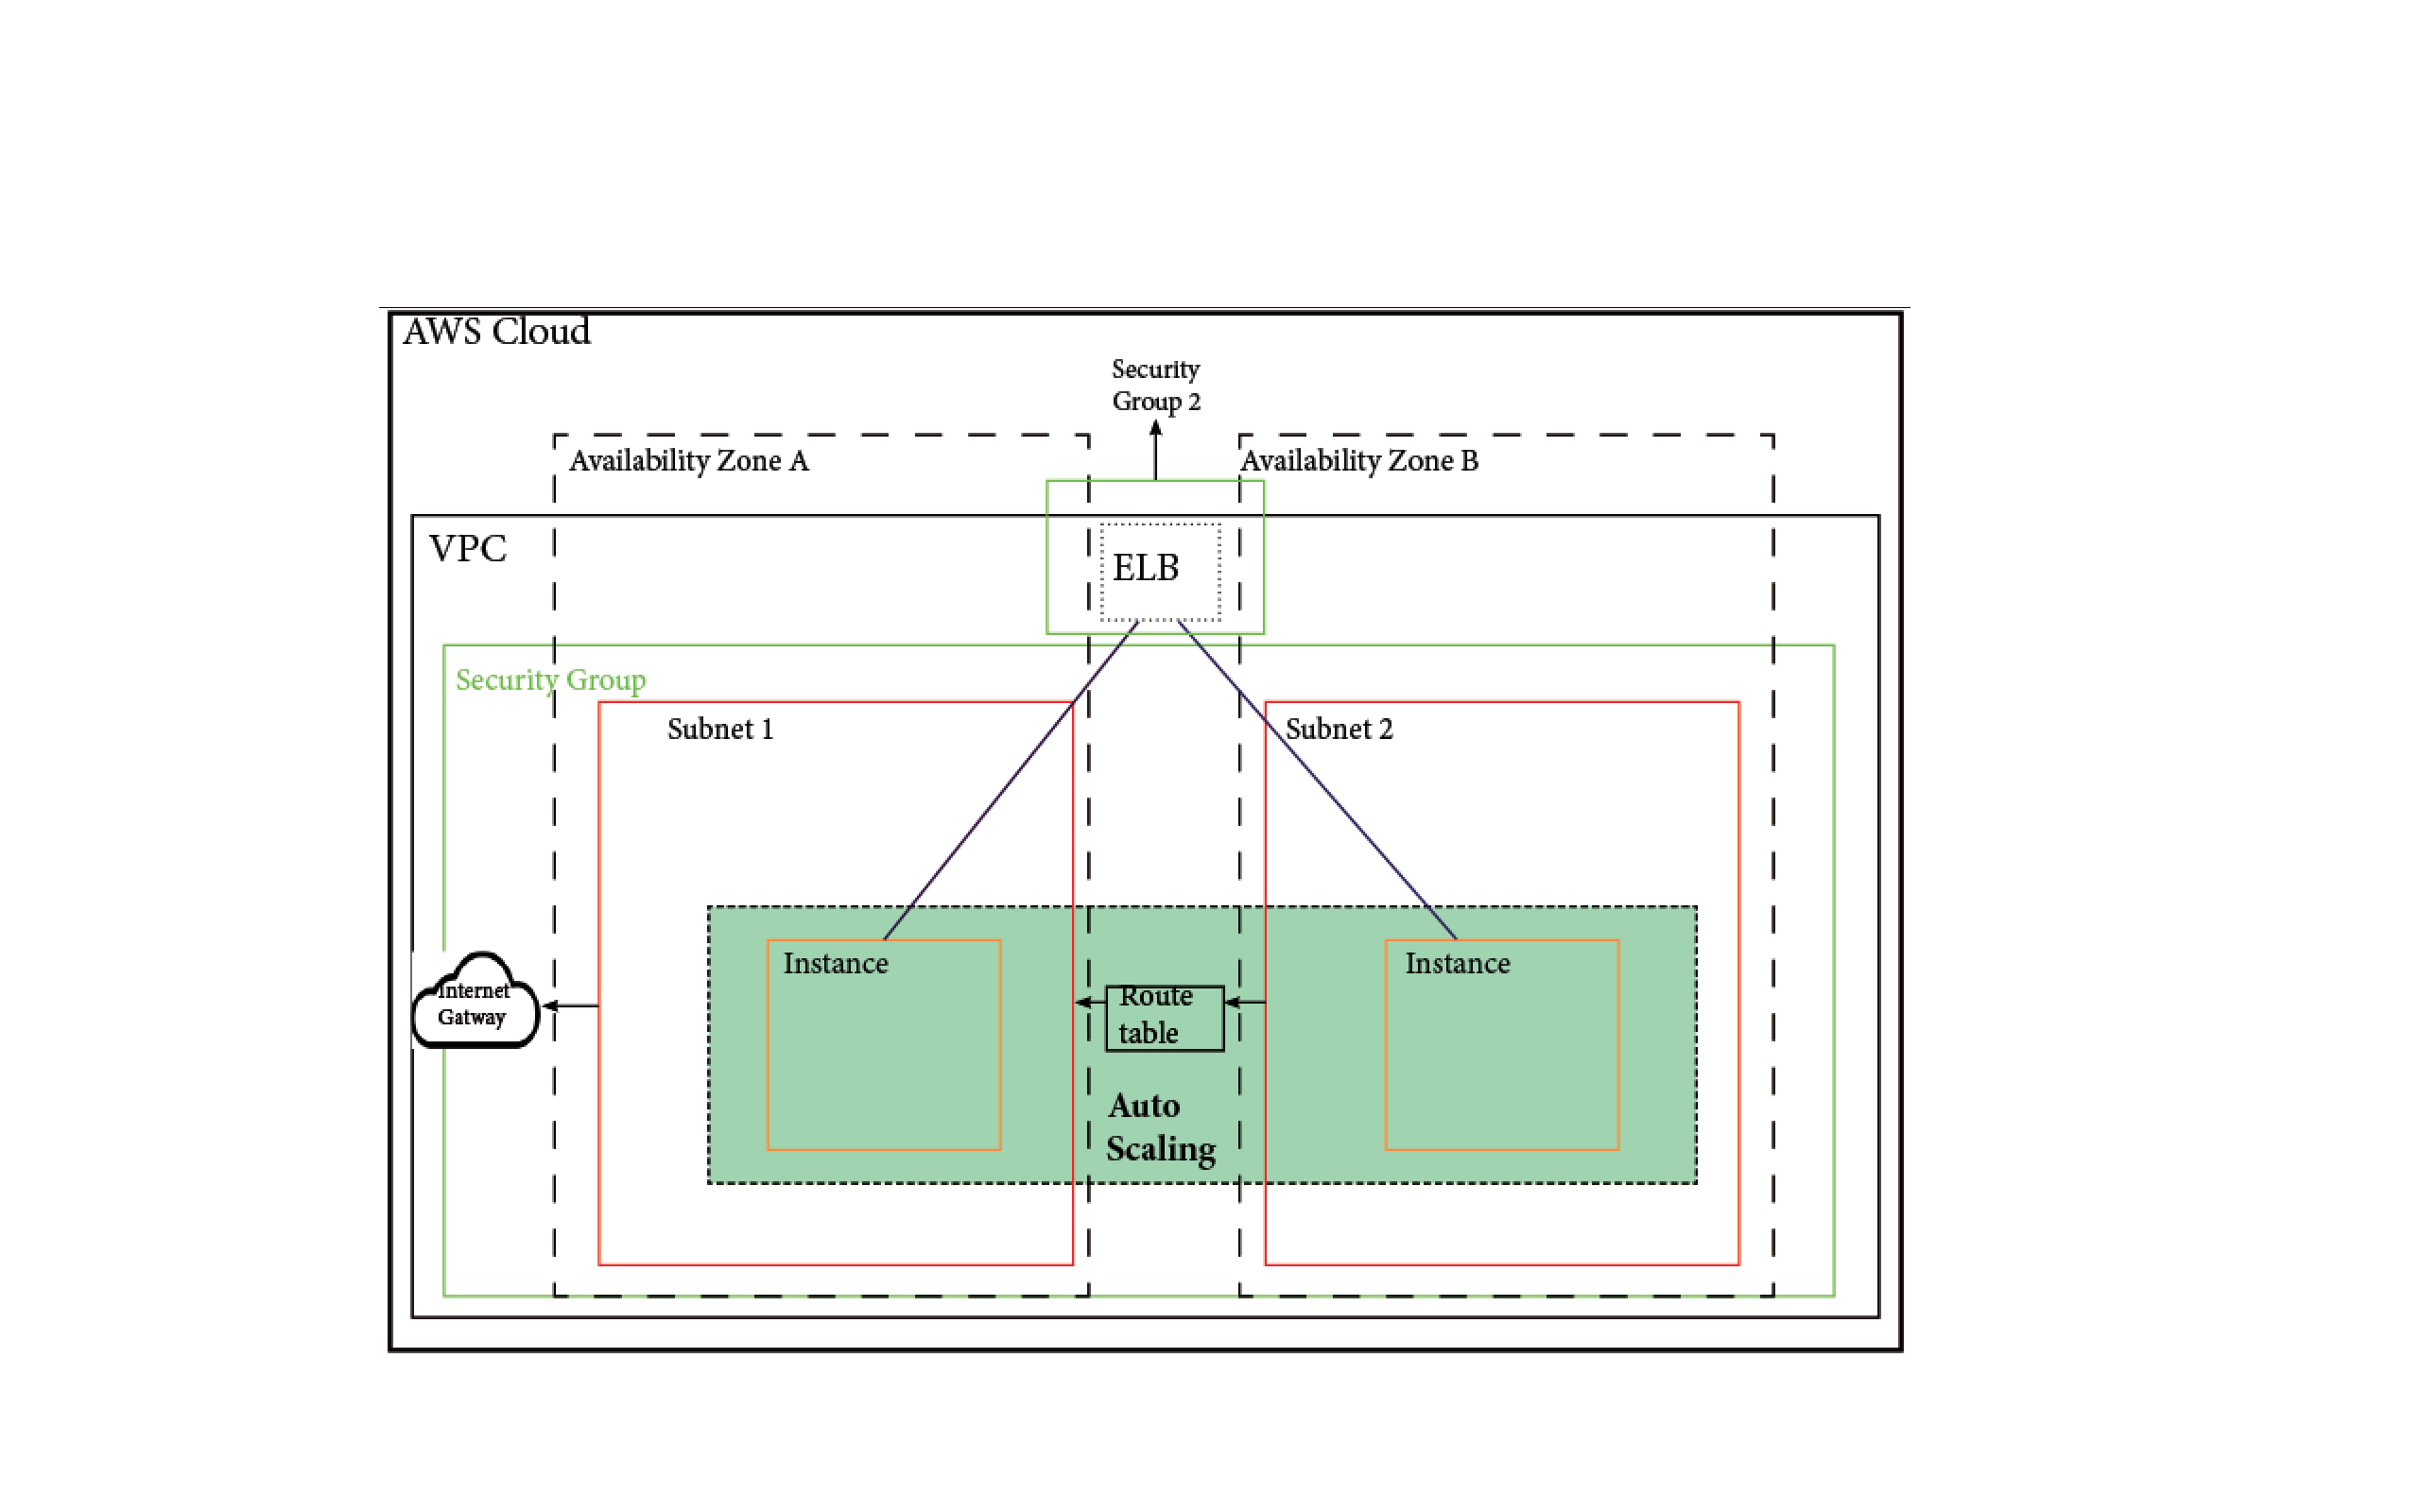 AWS Cloud
Security
Group 2
Availability Zone A
Availability Zone B
VPC
ELB
Security Group
Subnet 1
Subnet 2
Instance
Instance
Internet
Gatway
Route
table
Auto
Scaling